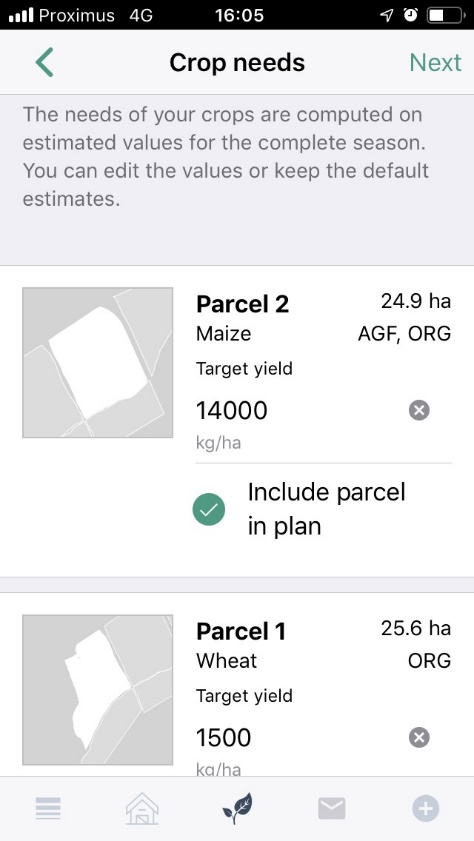 Proximus 4G 16:05
Crop needs Next
The needs of your crops are computed on
estimated values for the complete season.
You can edit the values or keep the default
estimates.
Parcel 2 24.9 ha
Maize AGF, ORG
Target yield
14000
kg/ha
Include parcel
in plan
Parcel 1 25.6 ha
Wheat ORG
Target yield
1500
kg/ha